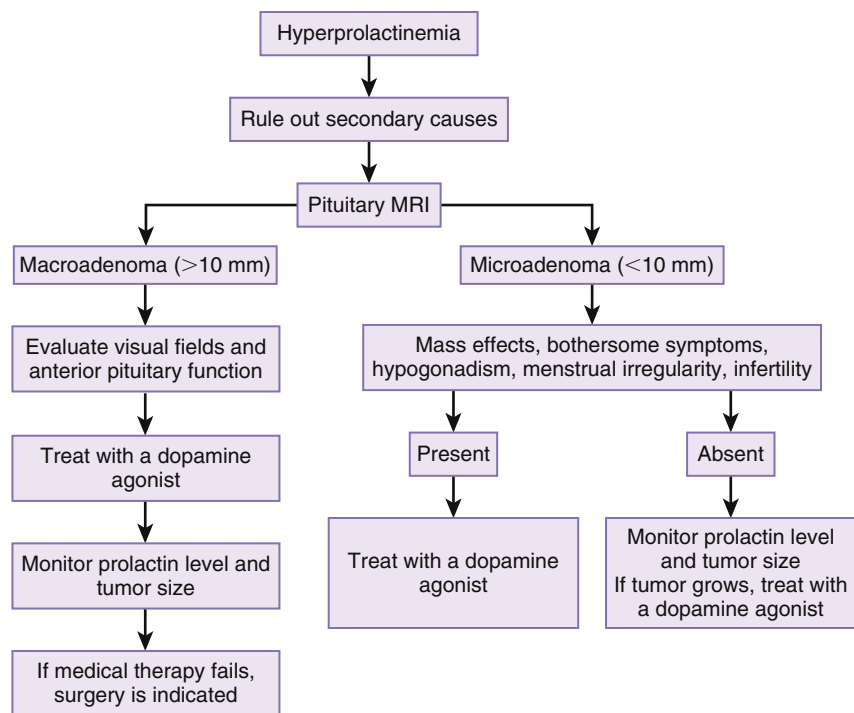 Hyperprolactinemia
Rule out secondary causes
Pituitary MRI
Macroadenoma (>10 mm)
Evaluate visual fields and
anterior pituitary function
Treat with a dopamine
agonist
Monitor prolactin level and
tumor size
If medical therapy fails,
surgery is indicated
Microadenoma (<10 mm)
Mass effects, bothersome symptoms,
hypogonadism, menstrual irregularity, infertility
Present
Treat with a dopamine
agonist
Absent
Monitor prolactin level
and tumor size
If tumor grows, treat with
a dopamine agonist